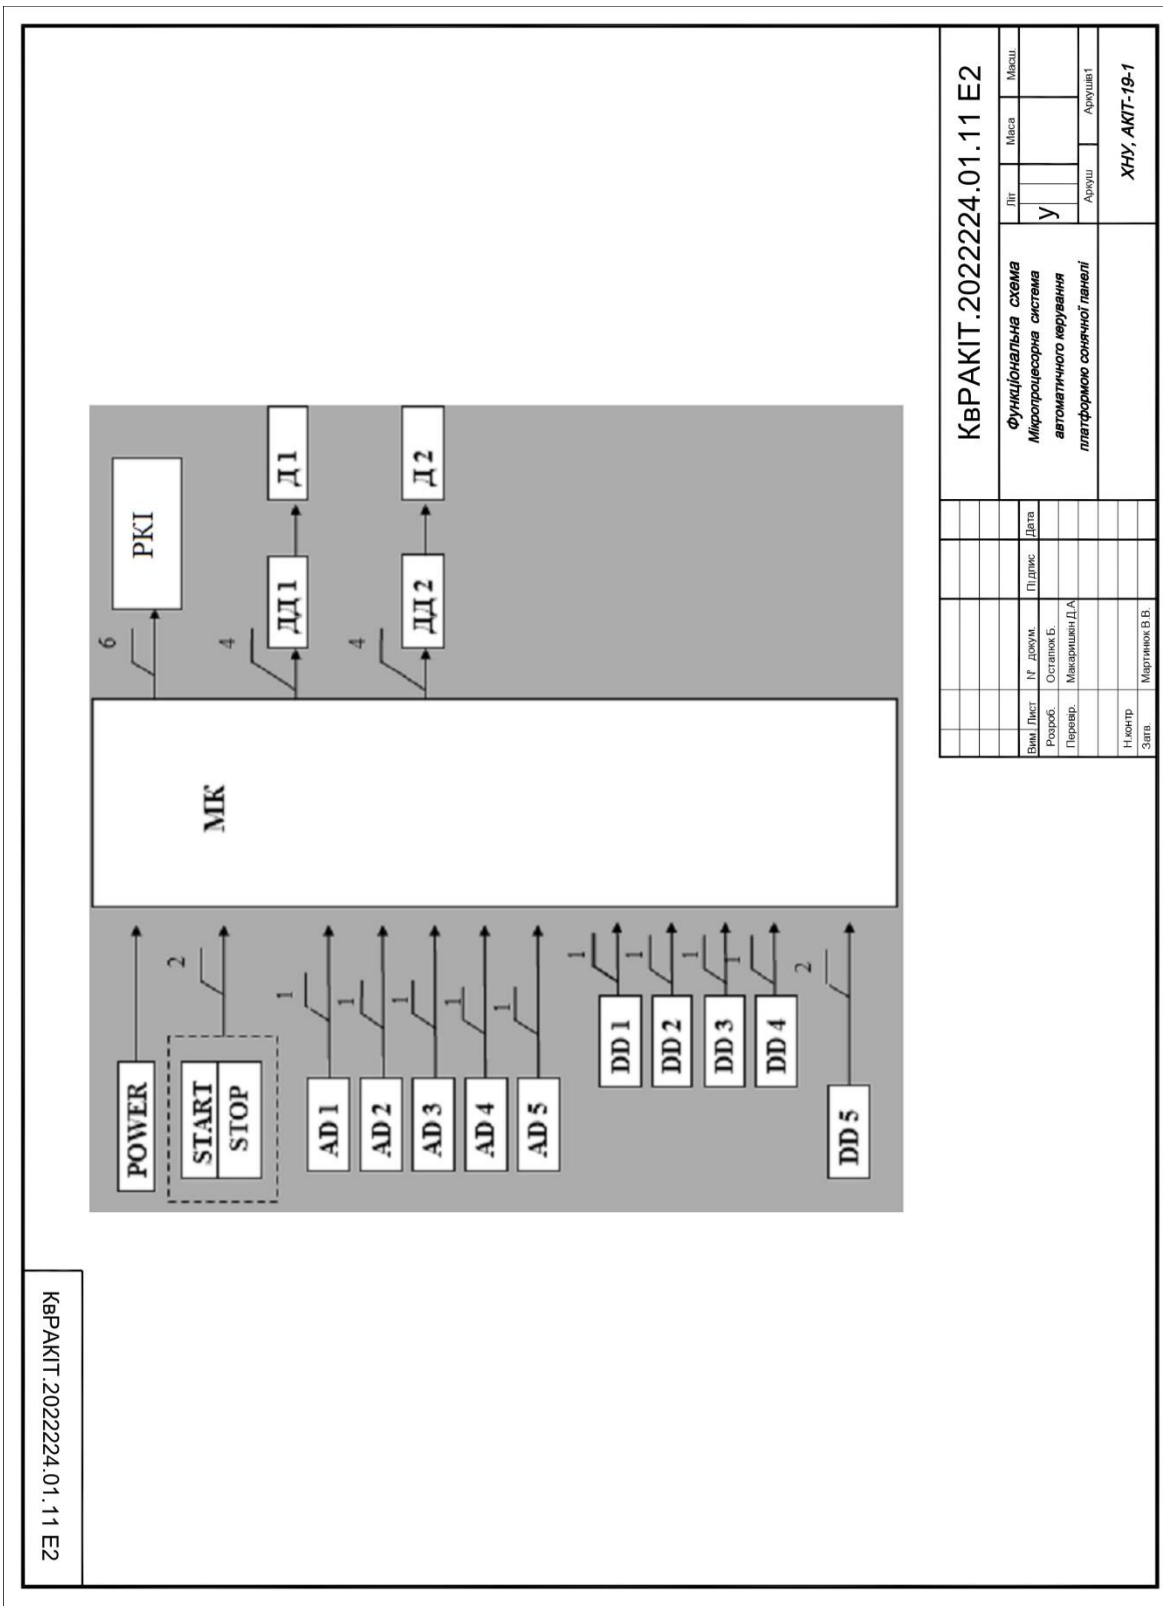 КвРАКІТ.2022224.01.11 Е2
POWER
START
STOP
2
AD 1
1
AD 2
1
AD 3
1
AD 4
1
AD 5
1
DD 1
1
DD 2
1
DD 3
1
DD 4
1
DD 5
2
МК
6
РКІ
4
ДД 1
Д 1
4
ДД 2
Д 2
КвРАКІТ.2022224.01.11 Е2
Функціональна схема
Мікропроцесорна система
автоматичного керування
платформою сонячної панелі
Літ Маса Масш.
У
Аркуш Аркушів1
ХНУ, АКІТ-19-1
Вим. Лист № докум. Підпис Дата
Розроб. Остапюк Б.
Перевір. Макаришкін Д.А
Н.контр
Затв. Мартинюк В.В.